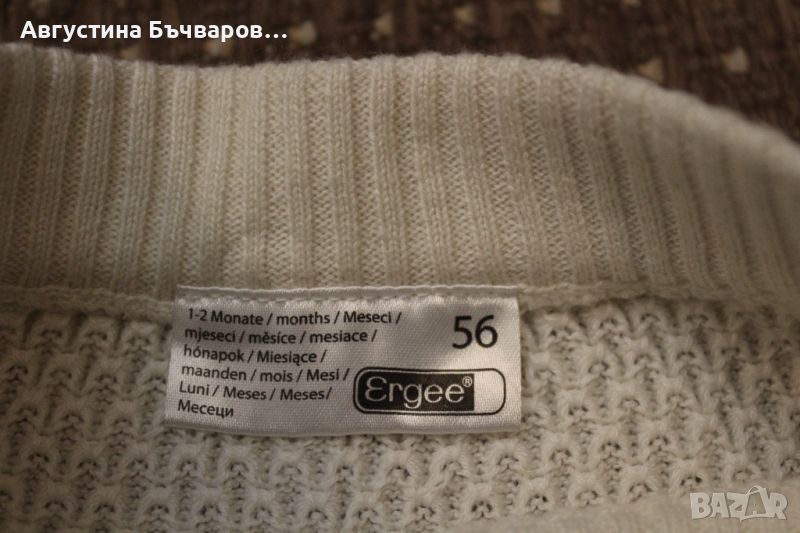 Августина Бъчваров...
1-2 Monate / months / Meseci /
mjeseci / měsíce / mesiace /
hónapok / Miesiące /
maanden / mois / Mesi /
Luni / Meses / Meses/
Месеци
56
Ergee®
BAZAR